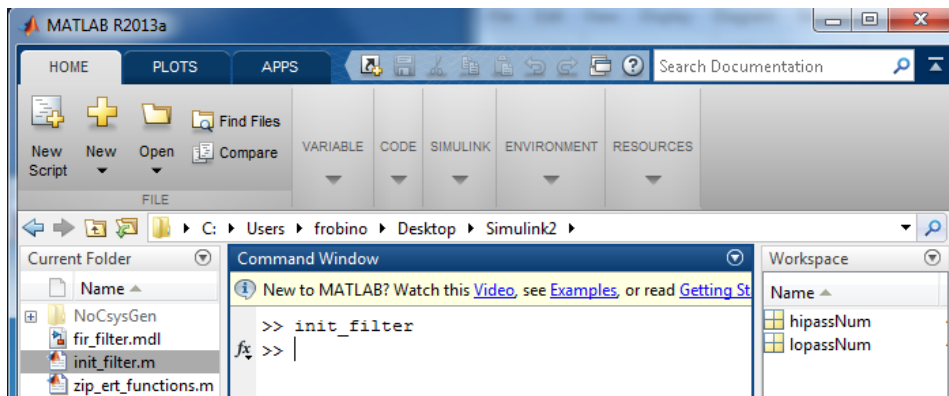 MATLAB R2013a
HOME PLOTS APPS Search Documentation
New Script New Open Find Files Compare VARIABLE CODE SIMULINK ENVIRONMENT RESOURCES
FILE
C: Users frobino Desktop Simulink2
Current Folder Command Window Workspace
Name New to MATLAB? Watch this Video, see Examples, or read Getting St Name
NoCsysGen >> init_filter hipassNum
fir_filter.mdl fx >> lopassNum
init_filter.m
zip_ert_functions.m